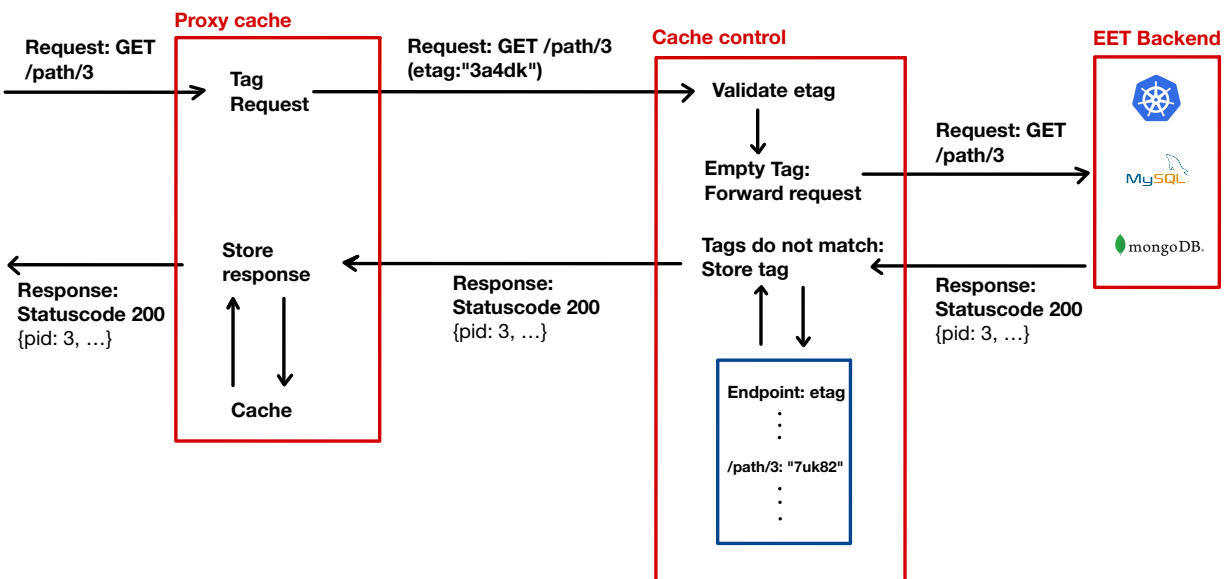 Proxy cache
Request: GET
/path/3
Tag
Request
Request: GET /path/3
(etag:"3a4dk")
Cache control
Validate etag
Empty Tag:
Forward request
Request: GET
/path/3
EET Backend
MySQL
mongoDB
Store
response
Cache
Response:
Statuscode 200
{pid: 3, …}
Response:
Statuscode 200
{pid: 3, …}
Tags do not match:
Store tag
Response:
Statuscode 200
{pid: 3, …}
Endpoint: etag
/path/3: "7uk82"